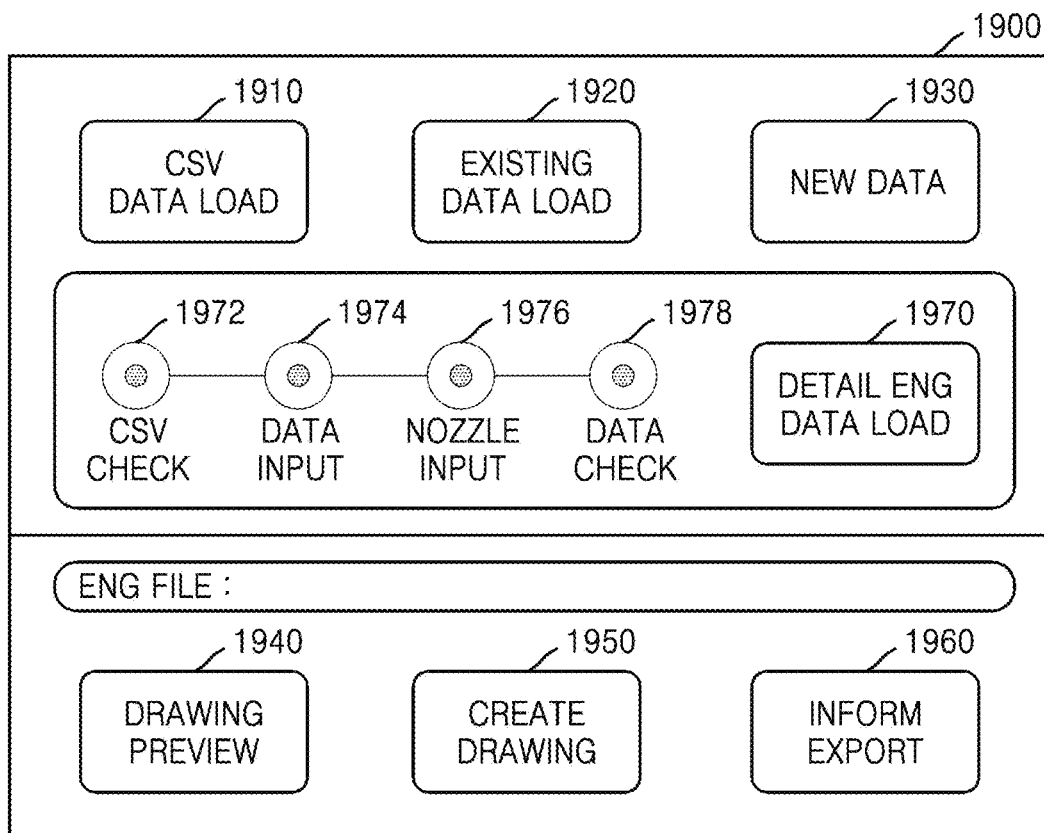 1900
1910
1920
1930
CSV
DATA LOAD
EXISTING
DATA LOAD
NEW DATA
1972
1974
1976
1978
1970
CSV
CHECK
DATA
INPUT
NOZZLE
INPUT
DATA
CHECK
DETAIL ENG
DATA LOAD
ENG FILE :
1940
1950
1960
DRAWING
PREVIEW
CREATE
DRAWING
INFORM
EXPORT